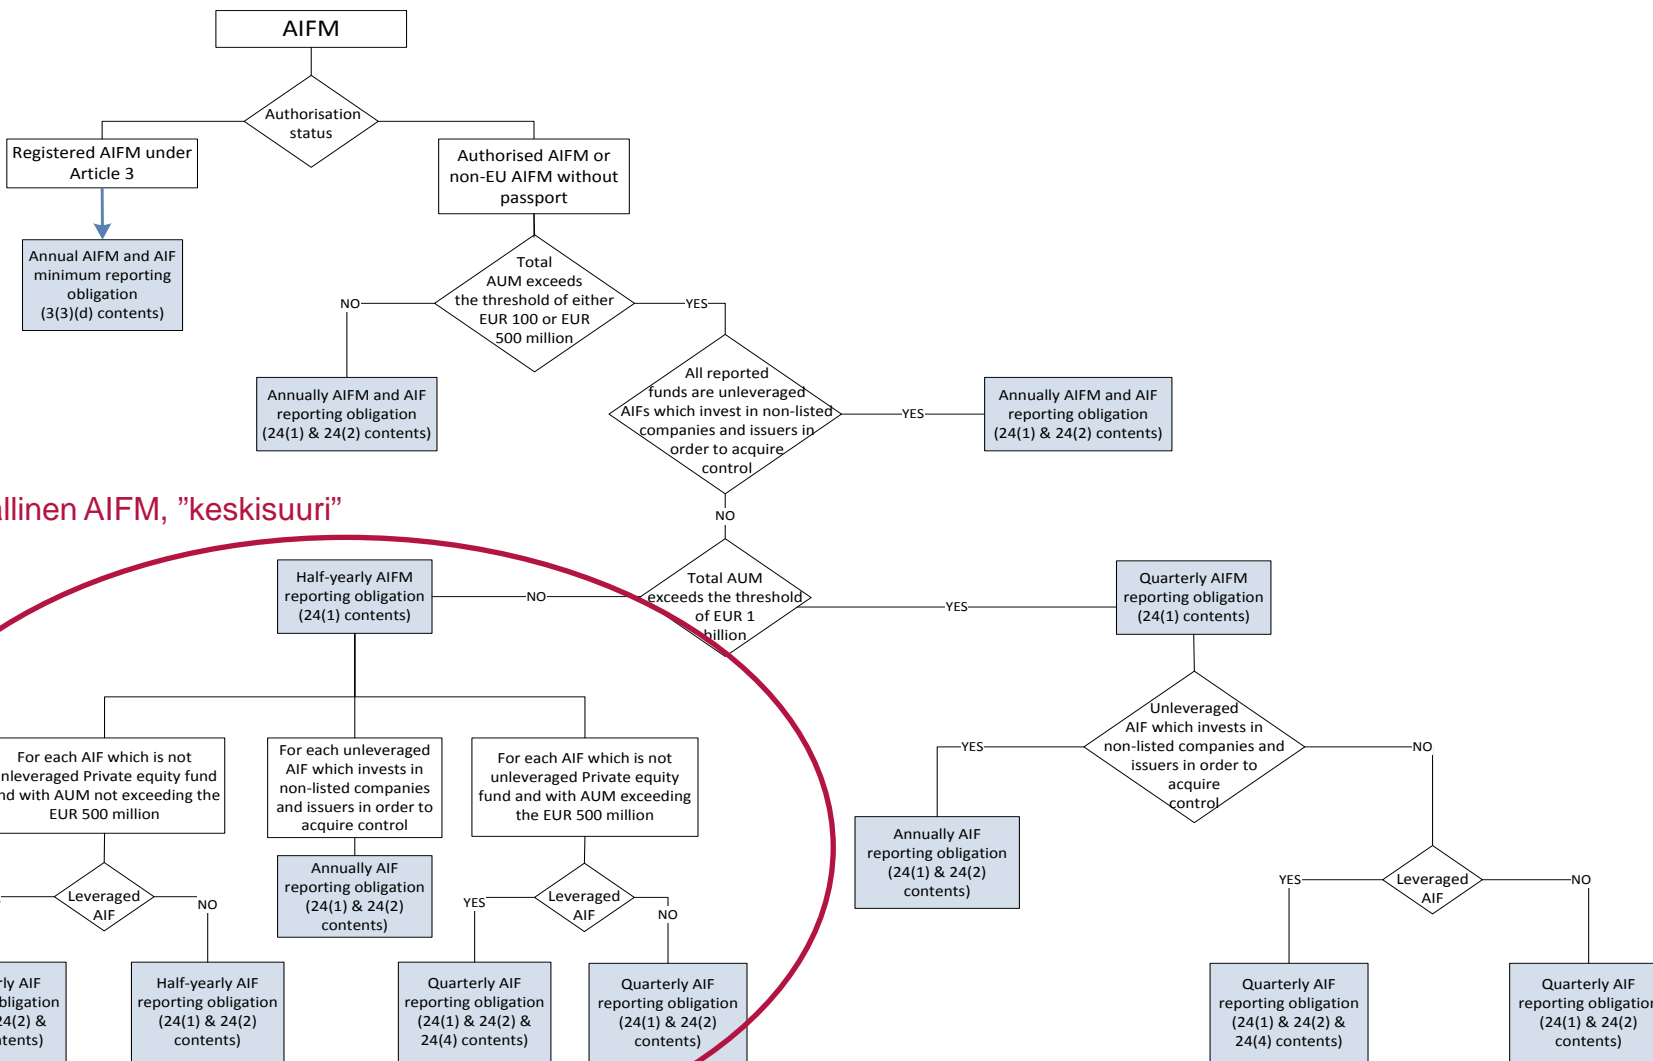 AIFM
Authorisation
status
Registered AIFM under
Article 3
Authorised AIFM or
non-EU AIFM without
passport
Annual AIFM and AIF
minimum reporting
obligation
(3(3)(d) contents)
Total
AUM exceeds
the threshold of either
EUR 100 or EUR
500 million
NO
YES
Annually AIFM and AIF
reporting obligation
(24(1) & 24(2) contents)
All reported
funds are unleveraged
AIFs which invest in non-listed
companies and issuers in
order to acquire
control
YES
Annually AIFM and AIF
reporting obligation
(24(1) & 24(2) contents)
NO
llinen AIFM, ”keskisuuri”
Half-yearly AIFM
reporting obligation
(24(1) contents)
NO
Total AUM
exceeds the threshold
of EUR 1
billion
YES
Quarterly AIFM
reporting obligation
(24(1) contents)
For each AIF which is not
nleveraged Private equity fund
nd with AUM not exceeding the
EUR 500 million
For each unleveraged
AIF which invests in
non-listed companies
and issuers in order to
acquire control
For each AIF which is not
unleveraged Private equity
fund and with AUM exceeding
the EUR 500 million
Unleveraged
AIF which invests in
non-listed companies and
issuers in order to
acquire
control
YES
NO
Annually AIF
reporting obligation
(24(1) & 24(2)
contents)
Leveraged
AIF
NO
Annually AIF
reporting obligation
(24(1) & 24(2)
contents)
YES
Leveraged
AIF
NO
YES
Leveraged
AIF
NO
rly AIF
bligation
24(2) &
tents)
Half-yearly AIF
reporting obligation
(24(1) & 24(2)
contents)
Quarterly AIF
reporting obligation
(24(1) & 24(2) &
24(4) contents)
Quarterly AIF
reporting obligation
(24(1) & 24(2)
contents)
Quarterly AIF
reporting obligation
(24(1) & 24(2) &
24(4) contents)
Quarterly AIF
reporting obligation
(24(1) & 24(2)
contents)